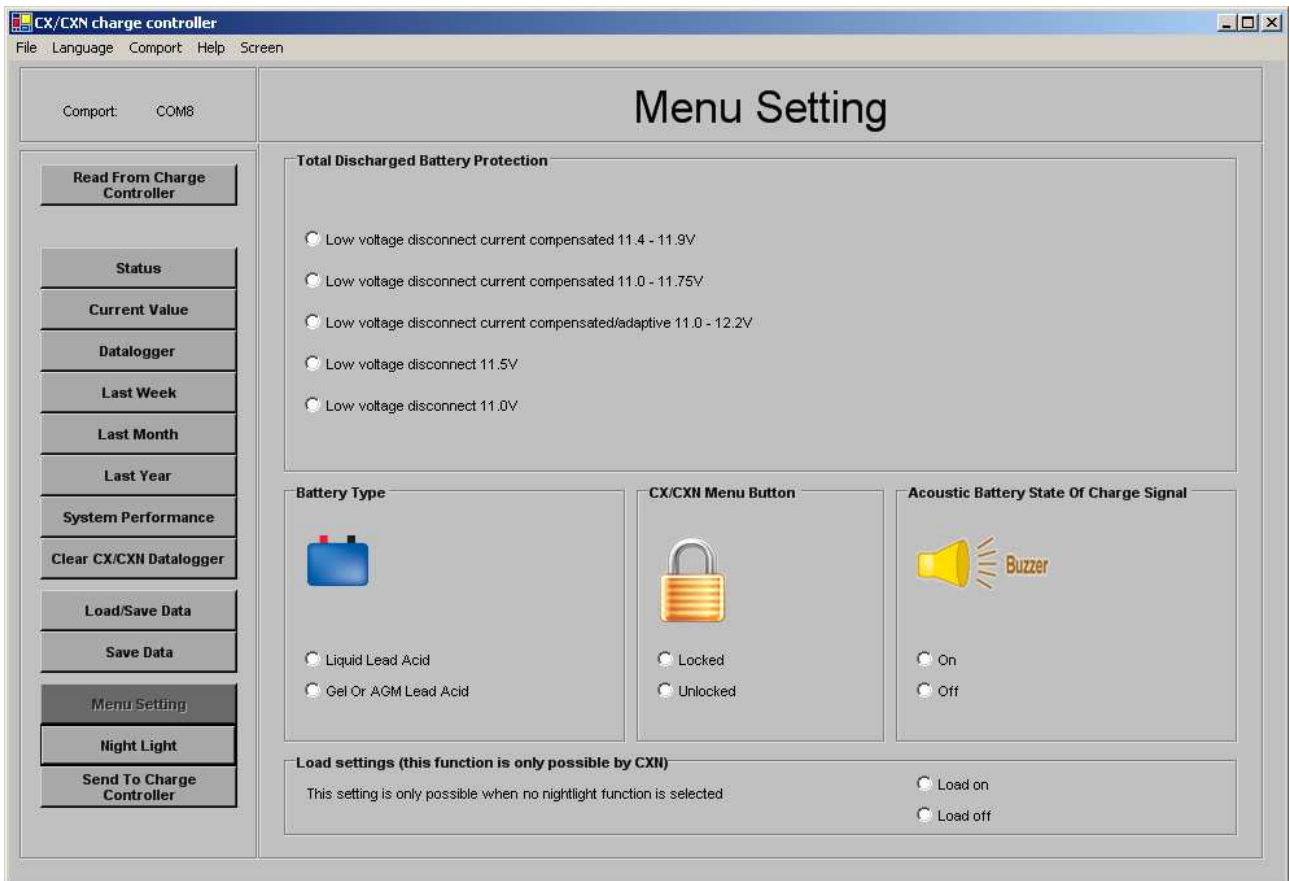 CX/CXN charge controller
File Language Comport Help Screen
Comport: COM8
Menu Setting
Read From Charge
Controller
Status
Current Value
Datalogger
Last Week
Last Month
Last Year
System Performance
Clear CX/CXN Datalogger
Load/Save Data
Save Data
Menu Setting
Night Light
Send To Charge
Controller
Total Discharged Battery Protection
Low voltage disconnect current compensated 11.4 - 11.9V
Low voltage disconnect current compensated 11.0 - 11.75V
Low voltage disconnect current compensated/adaptive 11.0 - 12.2V
Low voltage disconnect 11.5V
Low voltage disconnect 11.0V
Battery Type
Liquid Lead Acid
Gel Or AGM Lead Acid
CX/CXN Menu Button
Locked
Unlocked
Acoustic Battery State Of Charge Signal
Buzzer
On
Off
Load settings (this function is only possible by CXN)
This setting is only possible when no nightlight function is selected
Load on
Load off